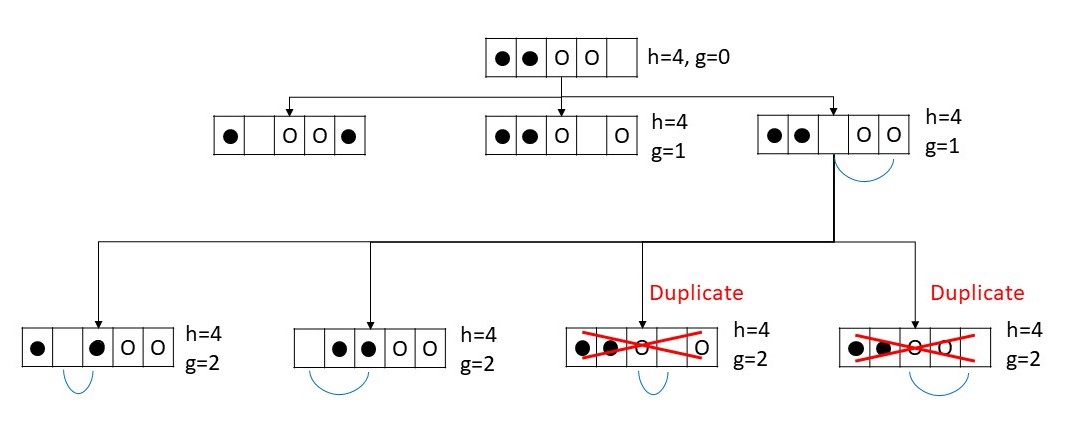 ● ● O O h=4, g=0
● O O ● ● ● O O h=4 ● ● O O h=4
g=1 g=1
Duplicate Duplicate
● ● O O h=4 ● ● O O h=4 ● ● O O h=4 ● ● O O h=4
g=2 g=2 g=2 g=2